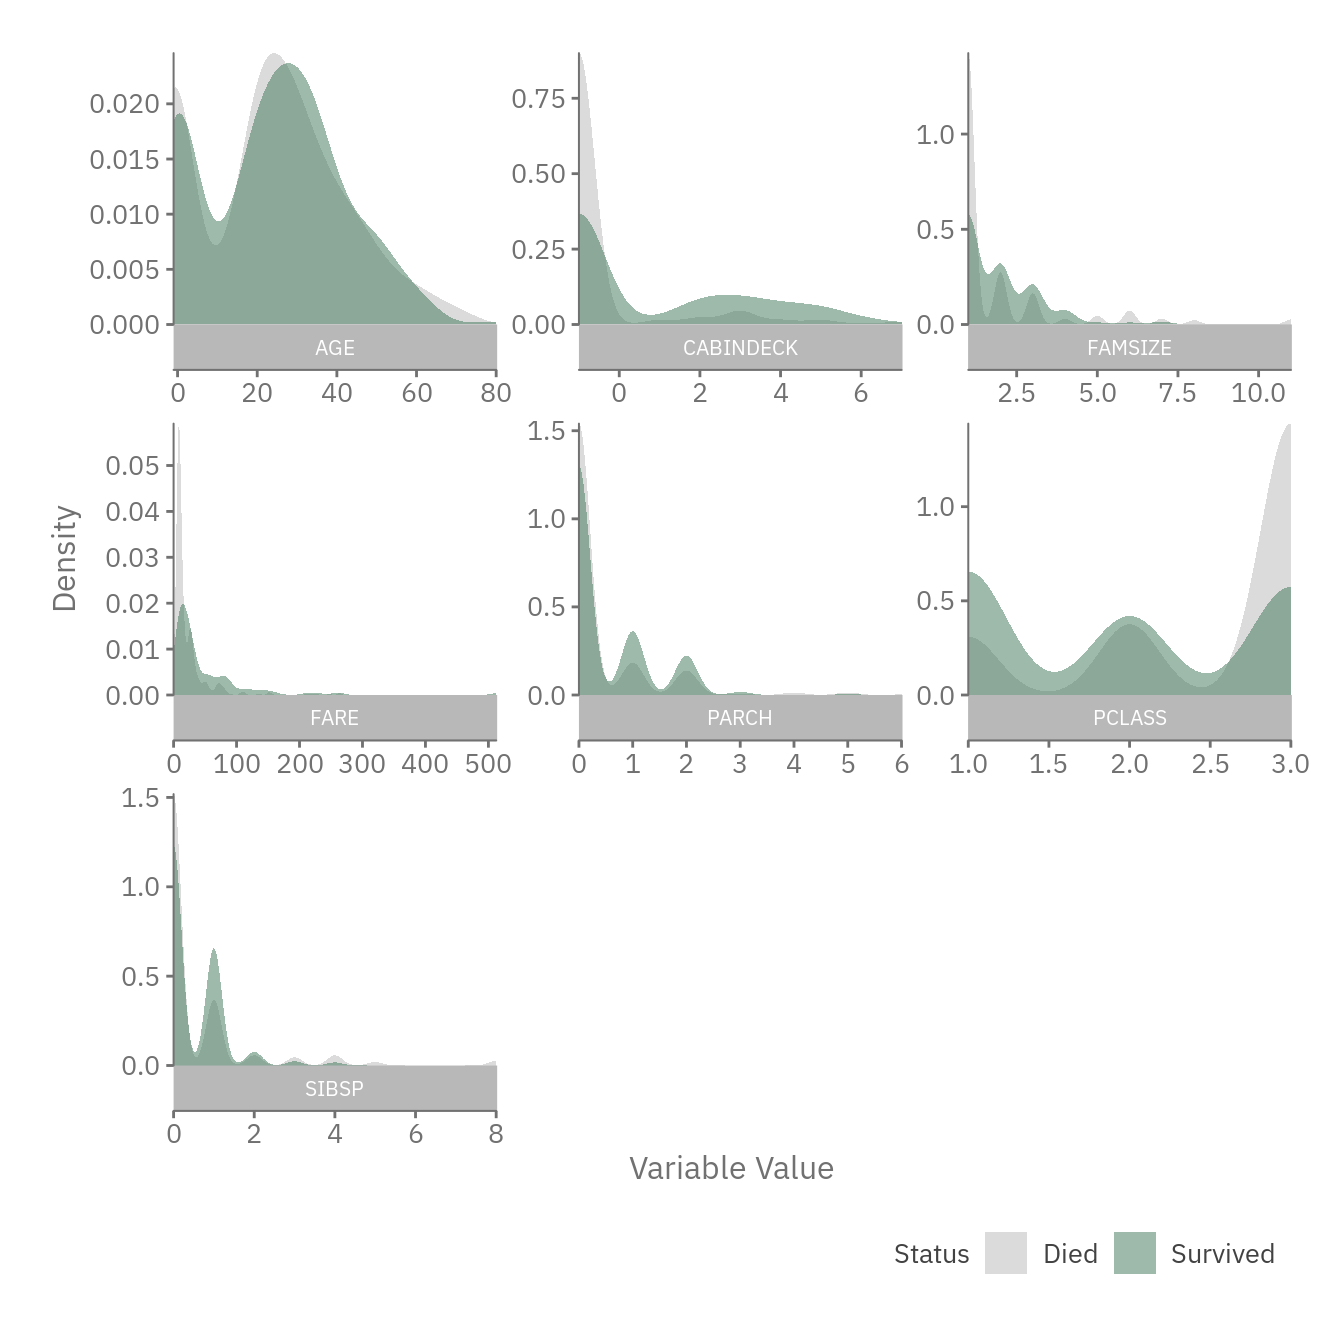 0.020
0.015
0.010
0.005
0.000
AGE
0 20 40 60 80
0.75
0.50
0.25
0.00
CABINDECK
0 2 4 6
1.0
0.5
0.0
FAMSIZE
2.5 5.0 7.5 10.0
Density
0.05
0.04
0.03
0.02
0.01
0.00
FARE
0 100 200 300 400 500
1.5
1.0
0.5
0.0
PARCH
0 1 2 3 4 5 6
1.0
0.5
0.0
PCLASS
1.0 1.5 2.0 2.5 3.0
1.5
1.0
0.5
0.0
SIBSP
0 2 4 6 8
Variable Value
Status Died Survived